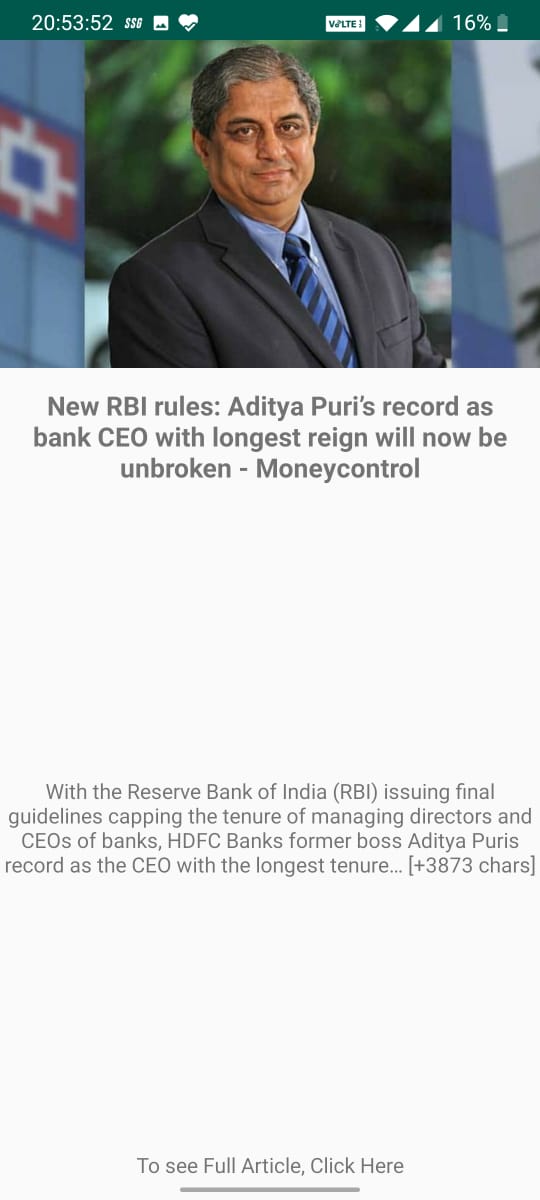 20:53:52 SSG VoLTE 16%
New RBI rules: Aditya Puri’s record as
bank CEO with longest reign will now be
unbroken - Moneycontrol
With the Reserve Bank of India (RBI) issuing final
guidelines capping the tenure of managing directors and
CEOs of banks, HDFC Banks former boss Aditya Puris
record as the CEO with the longest tenure… [+3873 chars]
To see Full Article, Click Here